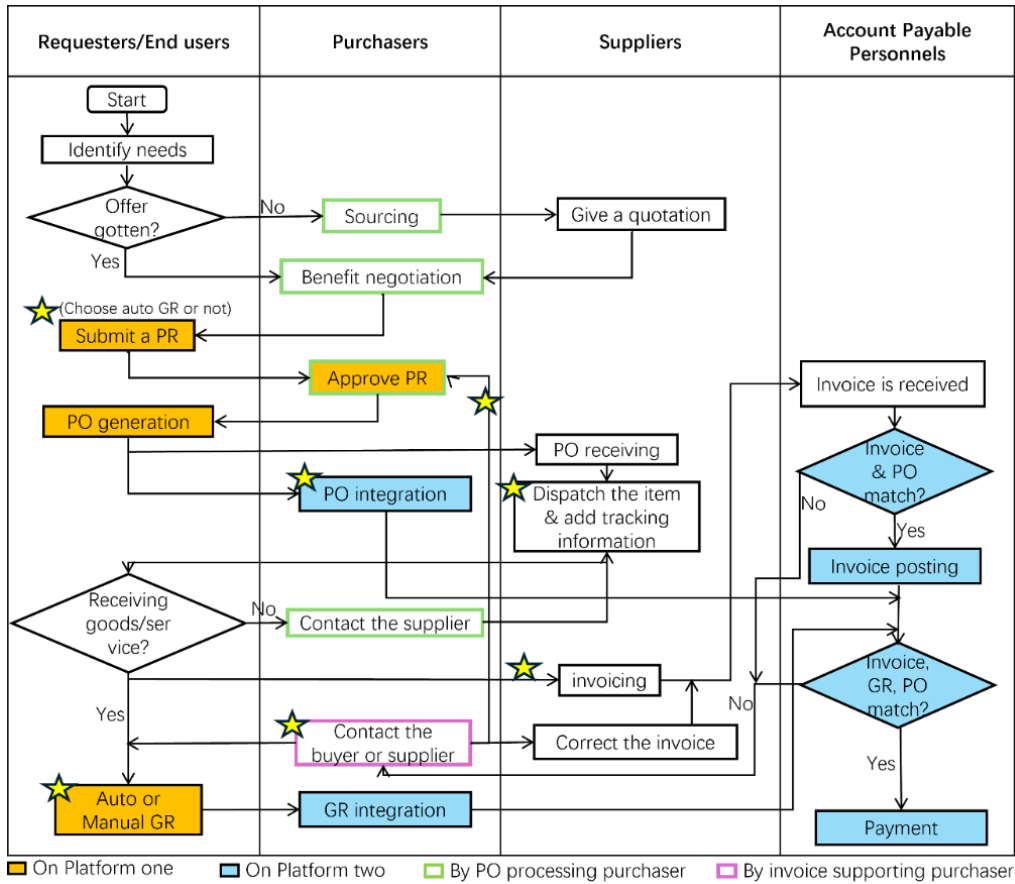 Requesters/End users
Purchasers
Suppliers
Account Payable
Personnels
Start
Identify needs
Offer
gotten?
No
Sourcing
Give a quotation
Yes
Benefit negotiation
(Choose auto GR or not)
Submit a PR
Approve PR
Invoice is received
PO generation
PO receiving
Invoice
& PO
match?
PO integration
Dispatch the item
& add tracking
information
No
Yes
Invoice posting
Receiving
goods/ser
vice?
No
Contact the supplier
invoicing
Invoice,
GR, PO
match?
No
Yes
Contact the
buyer or supplier
Correct the invoice
Yes
Auto or
Manual GR
GR integration
Payment
On Platform one
On Platform two
By PO processing purchaser
By invoice supporting purchaser